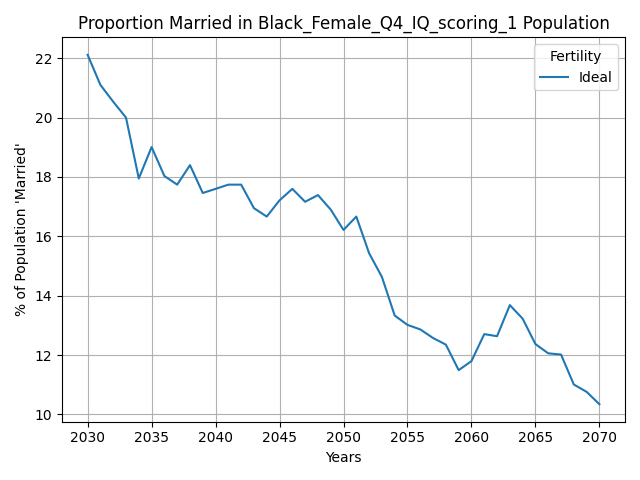 Proportion Married in Black_Female_Q4_IQ_scoring_1 Population
Fertility
Ideal
% of Population 'Married'
22
20
18
16
14
12
10
2030 2035 2040 2045 2050 2055 2060 2065 2070
Years